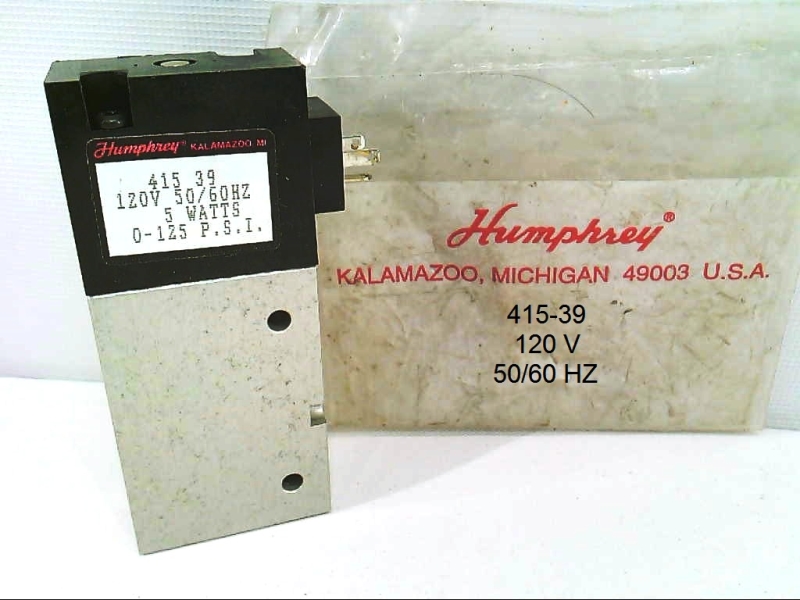 Humphrey® KALAMAZOO, MI
415 39
120V 50/60HZ
5 WATTS
0-125 P.S.I.
Humphrey®
KALAMAZOO, MICHIGAN 49003 U.S.A.
415-39
120 V
50/60 HZ